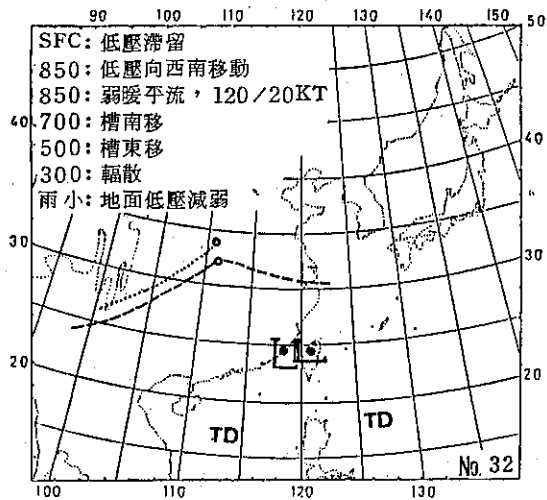 90 100 110 120 130 140 150 50
SFC: 低壓滯留
850: 低壓向西南移動
850: 弱暖平流，120/20KT
40 700: 槽南移 40
500: 槽東移
300: 輻散
雨小: 地面低壓減弱
30 30
20 20
L L
TD TD
No. 32
100 110 120 130